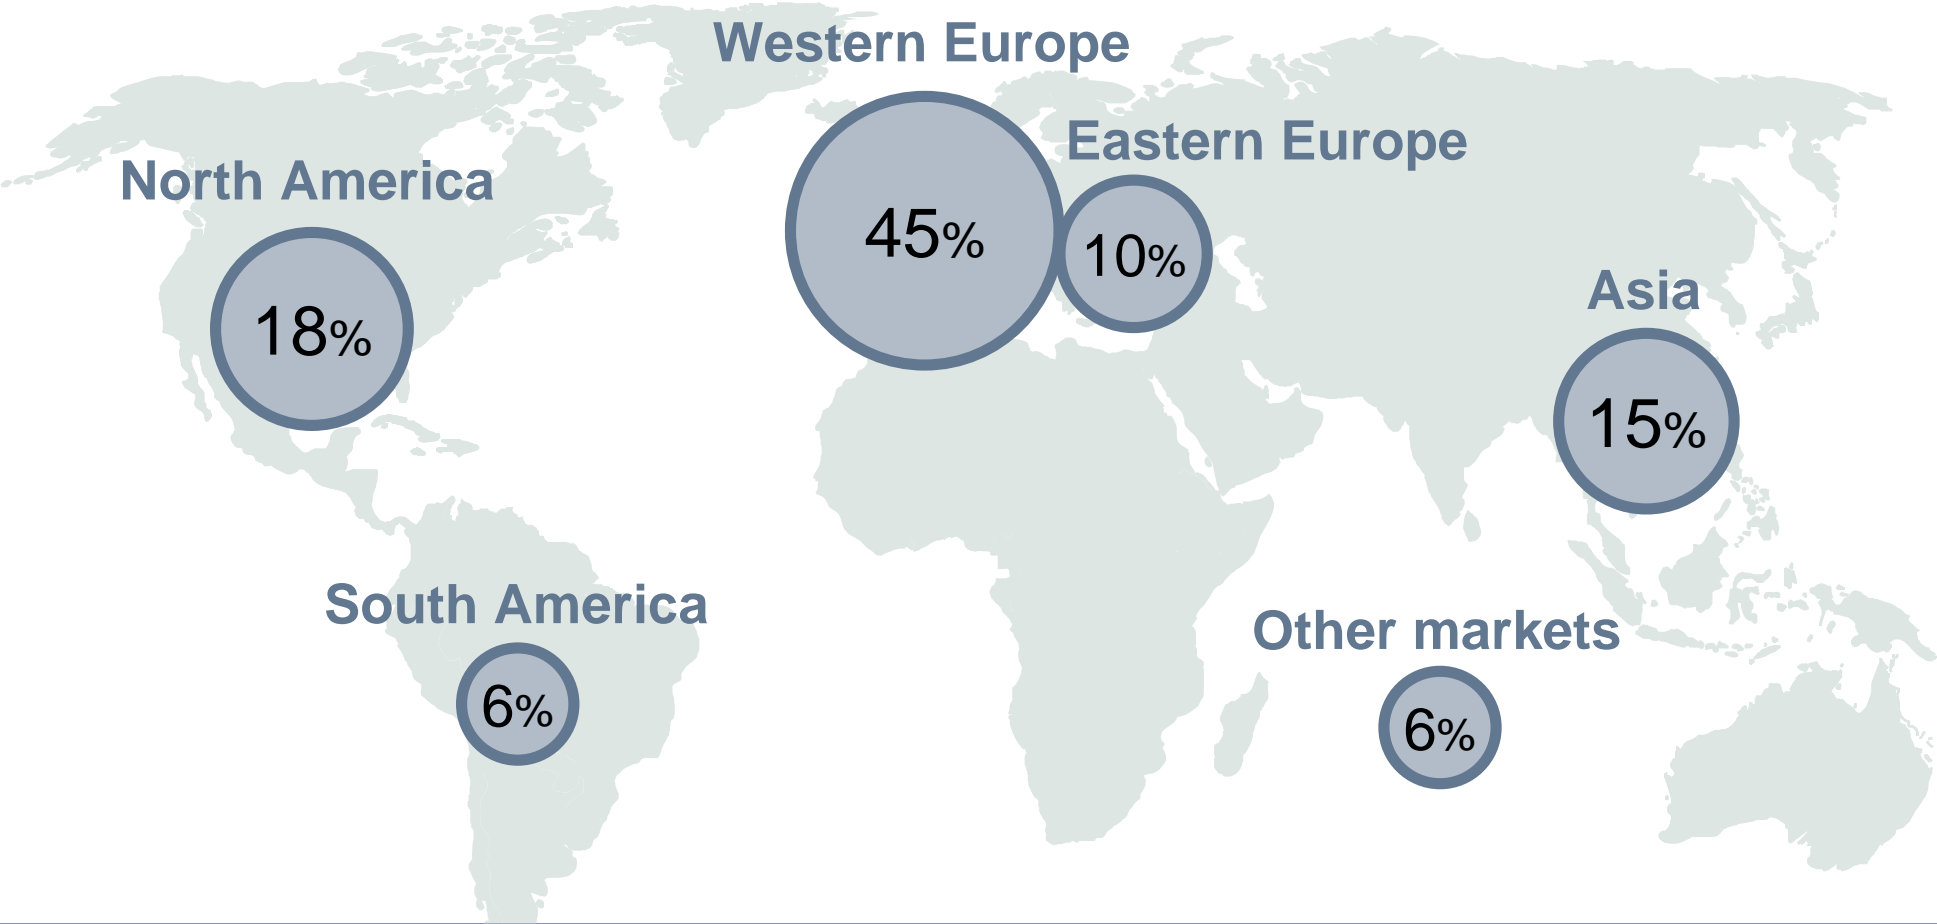 Western Europe
45%
Eastern Europe
10%
North America
18%
Asia
15%
South America
6%
Other markets
6%